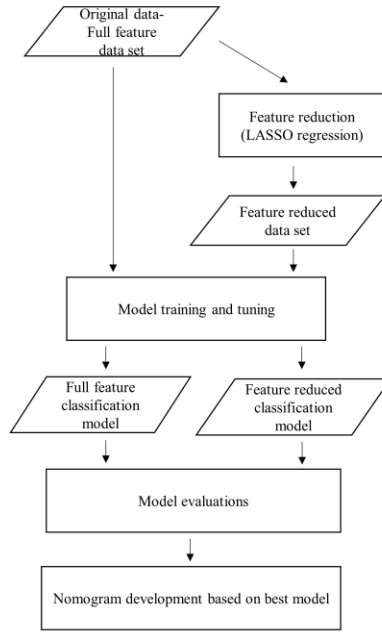 Original data-
Full feature
data set
Feature reduction
(LASSO regression)
Feature reduced
data set
Model training and tuning
Full feature
classification
model
Feature reduced
classification
model
Model evaluations
Nomogram development based on best model